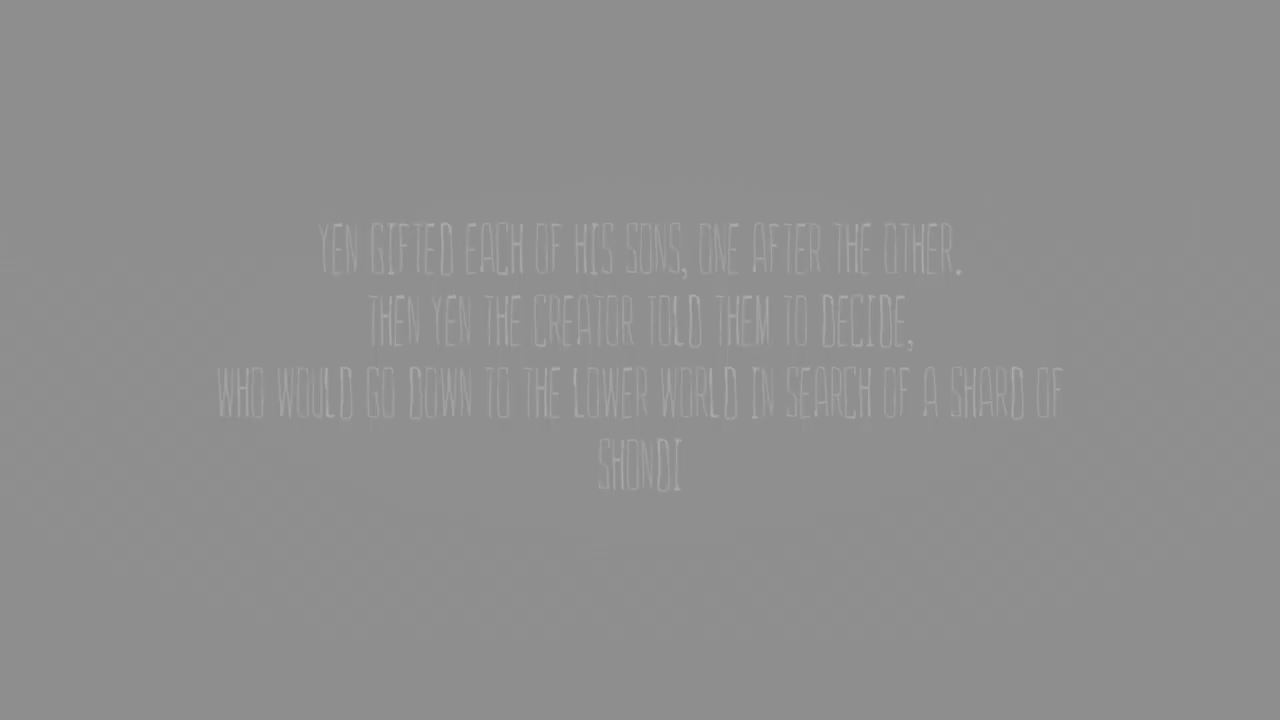 YEN GIFTED EACH OF HIS SONS, ONE AFTER THE OTHER.
THEN YEN THE CREATOR TOLD THEM TO DECIDE,
WHO WOULD GO DOWN TO THE LOWER WORLD IN SEARCH OF A SHARD OF
SHONDI